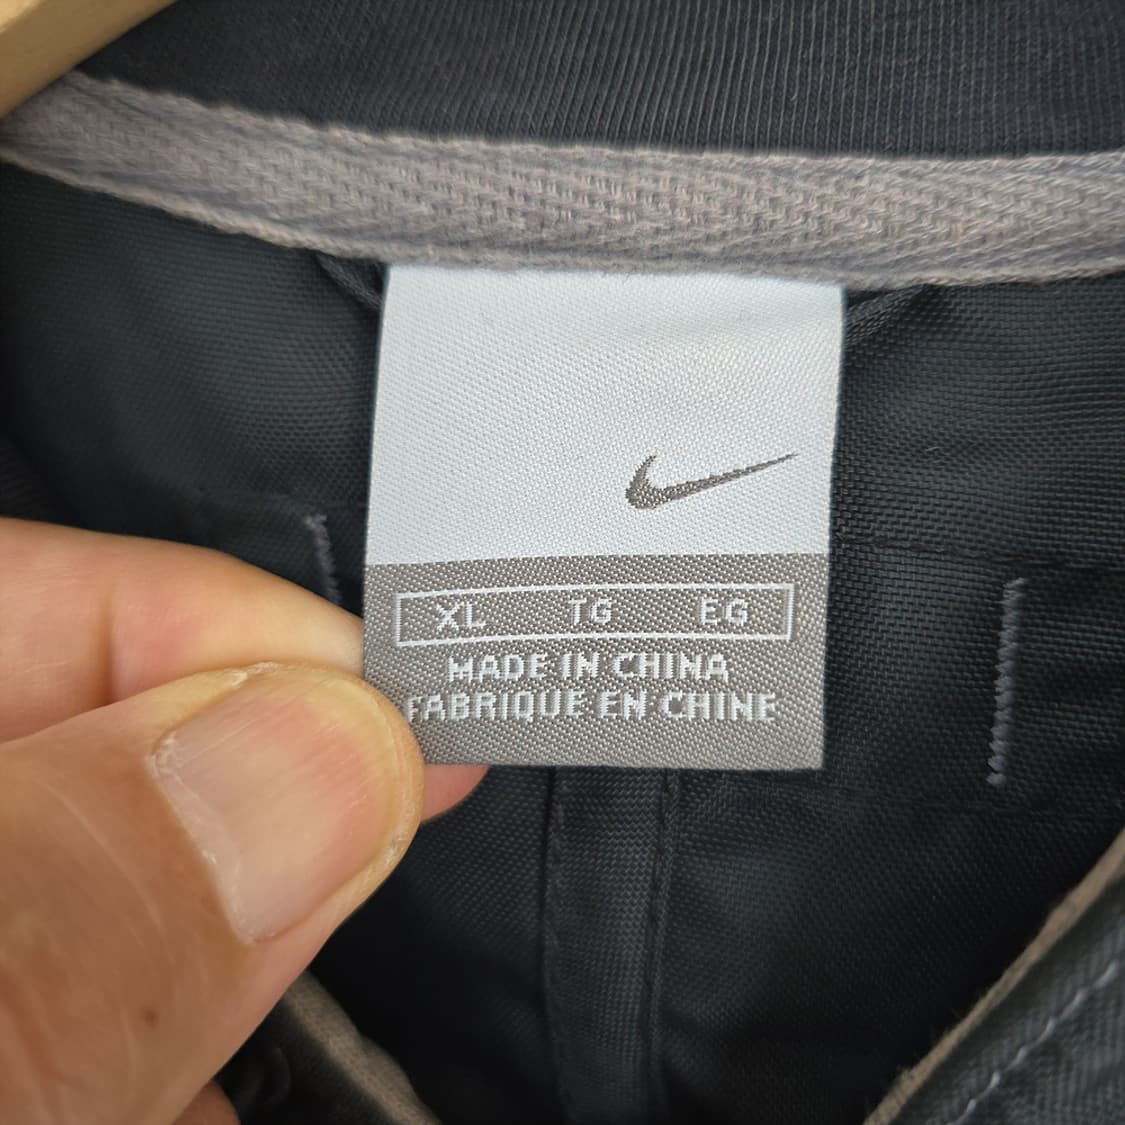 XL TG EG
MADE IN CHINA
FABRIQUE EN CHINE